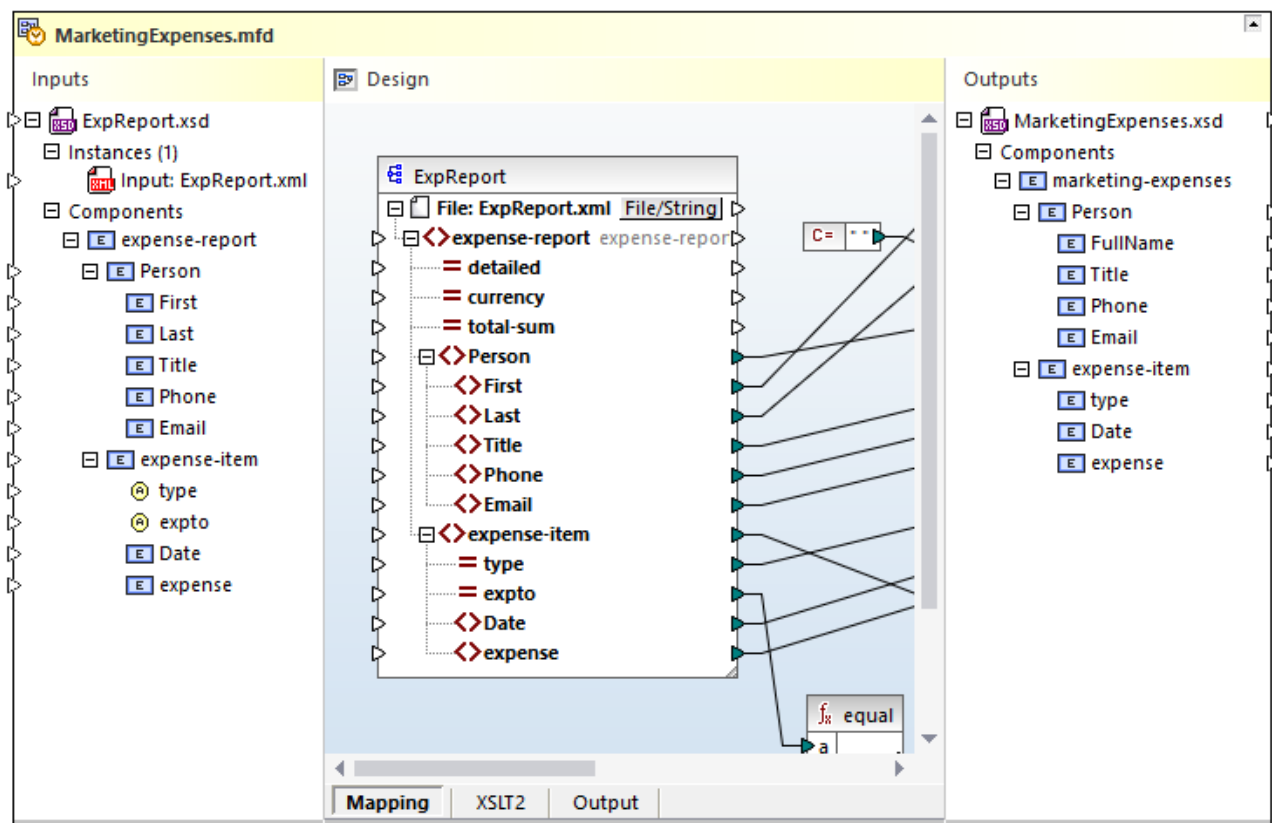 MarketingExpenses.mfd
Inputs
ExpReport.xsd
Instances (1)
Input: ExpReport.xml
Components
expense-report
Person
First
Last
Title
Phone
Email
expense-item
type
expto
Date
expense
Design
ExpReport
File: ExpReport.xml File/String
expense-report expense-repor
detailed
currency
total-sum
Person
First
Last
Title
Phone
Email
expense-item
type
expto
Date
expense
C= " "
fx equal
a
Mapping XSLT2 Output
Outputs
MarketingExpenses.xsd
Components
marketing-expenses
Person
FullName
Title
Phone
Email
expense-item
type
Date
expense